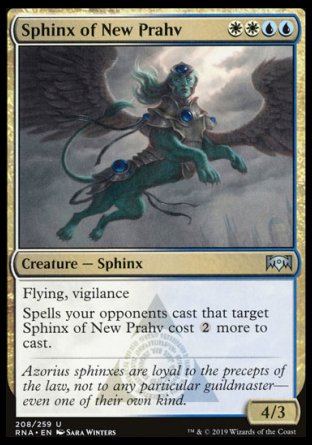 Sphinx of New Prahv
Creature — Sphinx
Flying, vigilance
Spells your opponents cast that target
Sphinx of New Prahv cost 2 more to
cast.
Azorius sphinxes are loyal to the precepts of
the law, not to any particular guildmaster—
even one of their own kind.
4/3
208/259 U
RNA • EN Sara Winters
™ & © 2019 Wizards of the Coast